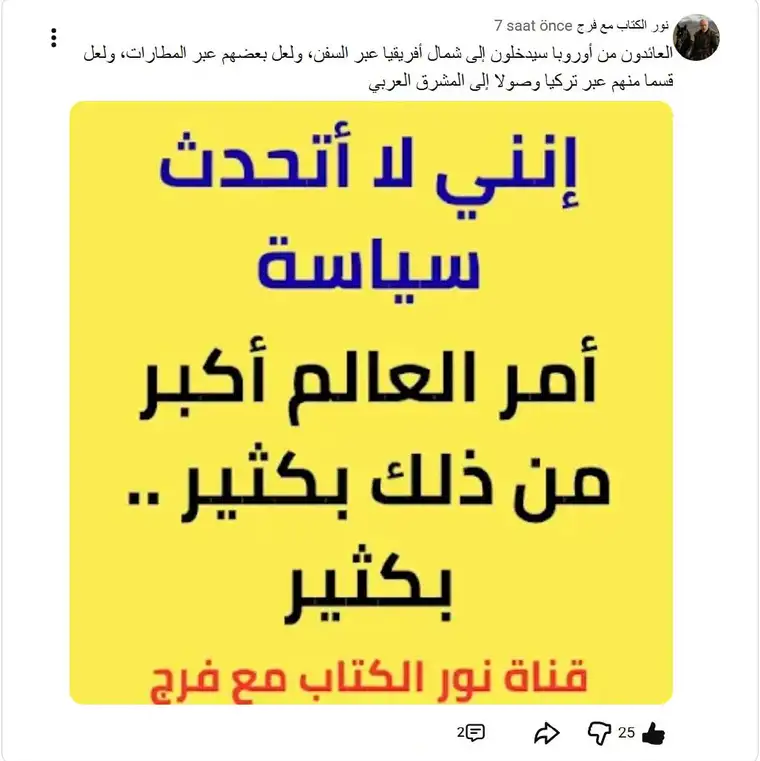 نور الكتاب مع فرج 7 saat önce
العائدون من أوروبا سيدخلون إلى شمال أفريقيا عبر السفن، ولعل بعضهم عبر المطارات، ولعل
قسما منهم عبر تركيا وصولا إلى المشرق العربي
إنني لا أتحدث
سياسة
أمر العالم أكبر
من ذلك بكثير ..
بكثير
قناة نور الكتاب مع فرج
25
2